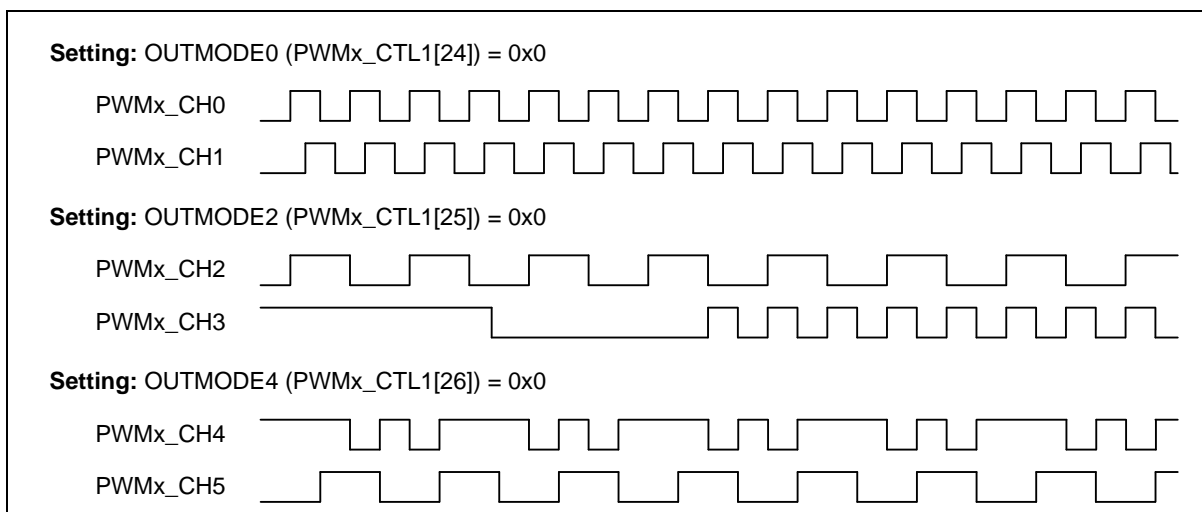 Setting: OUTMODE0 (PWMx_CTL1[24]) = 0x0
PWMx_CH0
PWMx_CH1
Setting: OUTMODE2 (PWMx_CTL1[25]) = 0x0
PWMx_CH2
PWMx_CH3
Setting: OUTMODE4 (PWMx_CTL1[26]) = 0x0
PWMx_CH4
PWMx_CH5